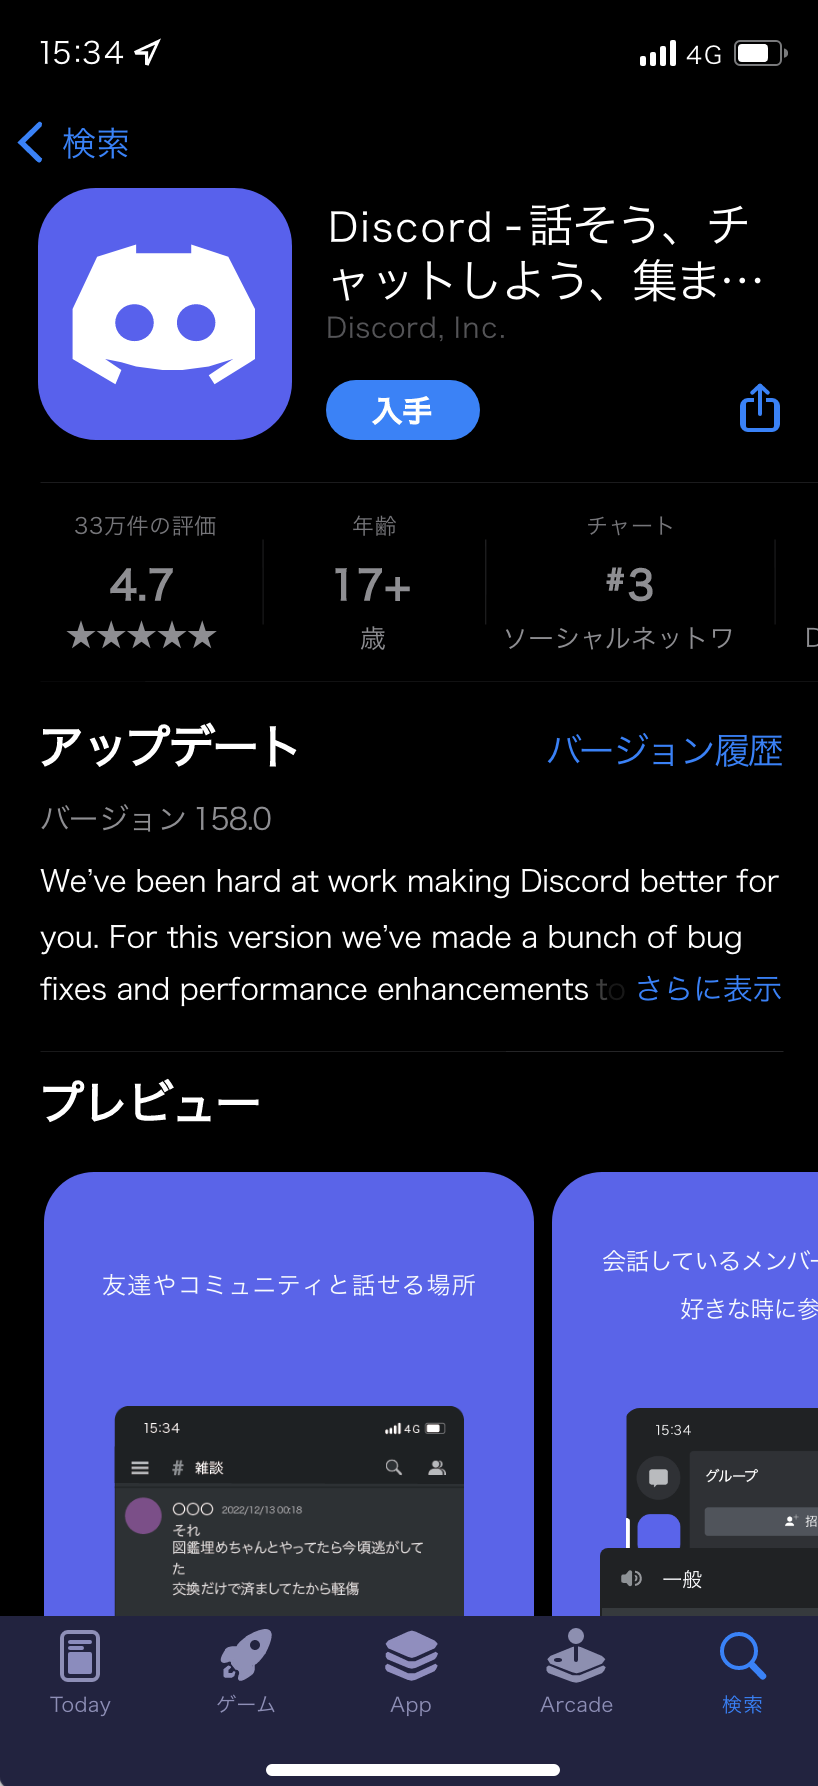 15:34
4G
検索
Discord - 話そう、チ
ャットしよう、集ま…
Discord, Inc.
入手
33万件の評価
4.7
★★★★★
年齢
17+
歳
チャート
#3
ソーシャルネットワ
D
アップデート
バージョン履歴
バージョン 158.0
We’ve been hard at work making Discord better for
you. For this version we’ve made a bunch of bug
fixes and performance enhancements to さらに表示
プレビュー
友達やコミュニティと話せる場所
15:34
4G
# 雑談
〇〇〇 2022/12/13 00:18
それ
図鑑埋めちゃんとやってたら今頃逃がして
た
交換だけで済ましてたから軽傷
会話しているメンバー
好きな時に参
15:34
グループ
招
一般
Today
ゲーム
App
Arcade
検索